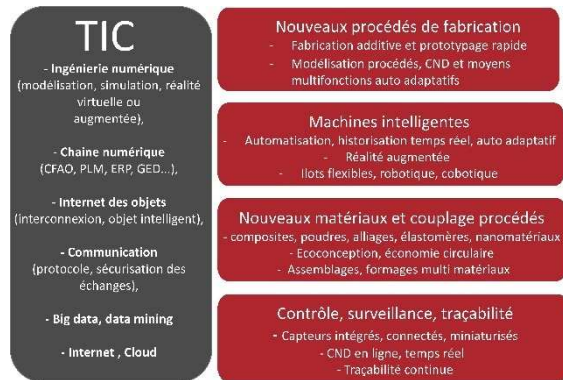 TIC
- Ingénierie numérique
(modélisation, simulation, réalité
virtuelle ou
augmentée),
- Chaine numérique
(CFAO, PLM, ERP, GED...),
- Internet des objets
(interconnexion, objet intelligent),
- Communication
(protocole, sécurisation des
échanges),
- Big data, data mining
- Internet , Cloud
Nouveaux procédés de fabrication
- Fabrication additive et prototypage rapide
- Modélisation procédés, CND et moyens
multifonctions auto adaptatifs
Machines intelligentes
- Automatisation, historisation temps réel, auto adaptatif
- Réalité augmentée
- Ilots flexibles, robotique, cobotique
Nouveaux matériaux et couplage procédés
- composites, poudres, alliages, élastomères, nanomatériaux
- Ecoconception, économie circulaire
- Assemblages, formages multi matériaux
Contrôle, surveillance, traçabilité
- Capteurs intégrés, connectés, miniaturisés
- CND en ligne, temps réel
- Traçabilité continue